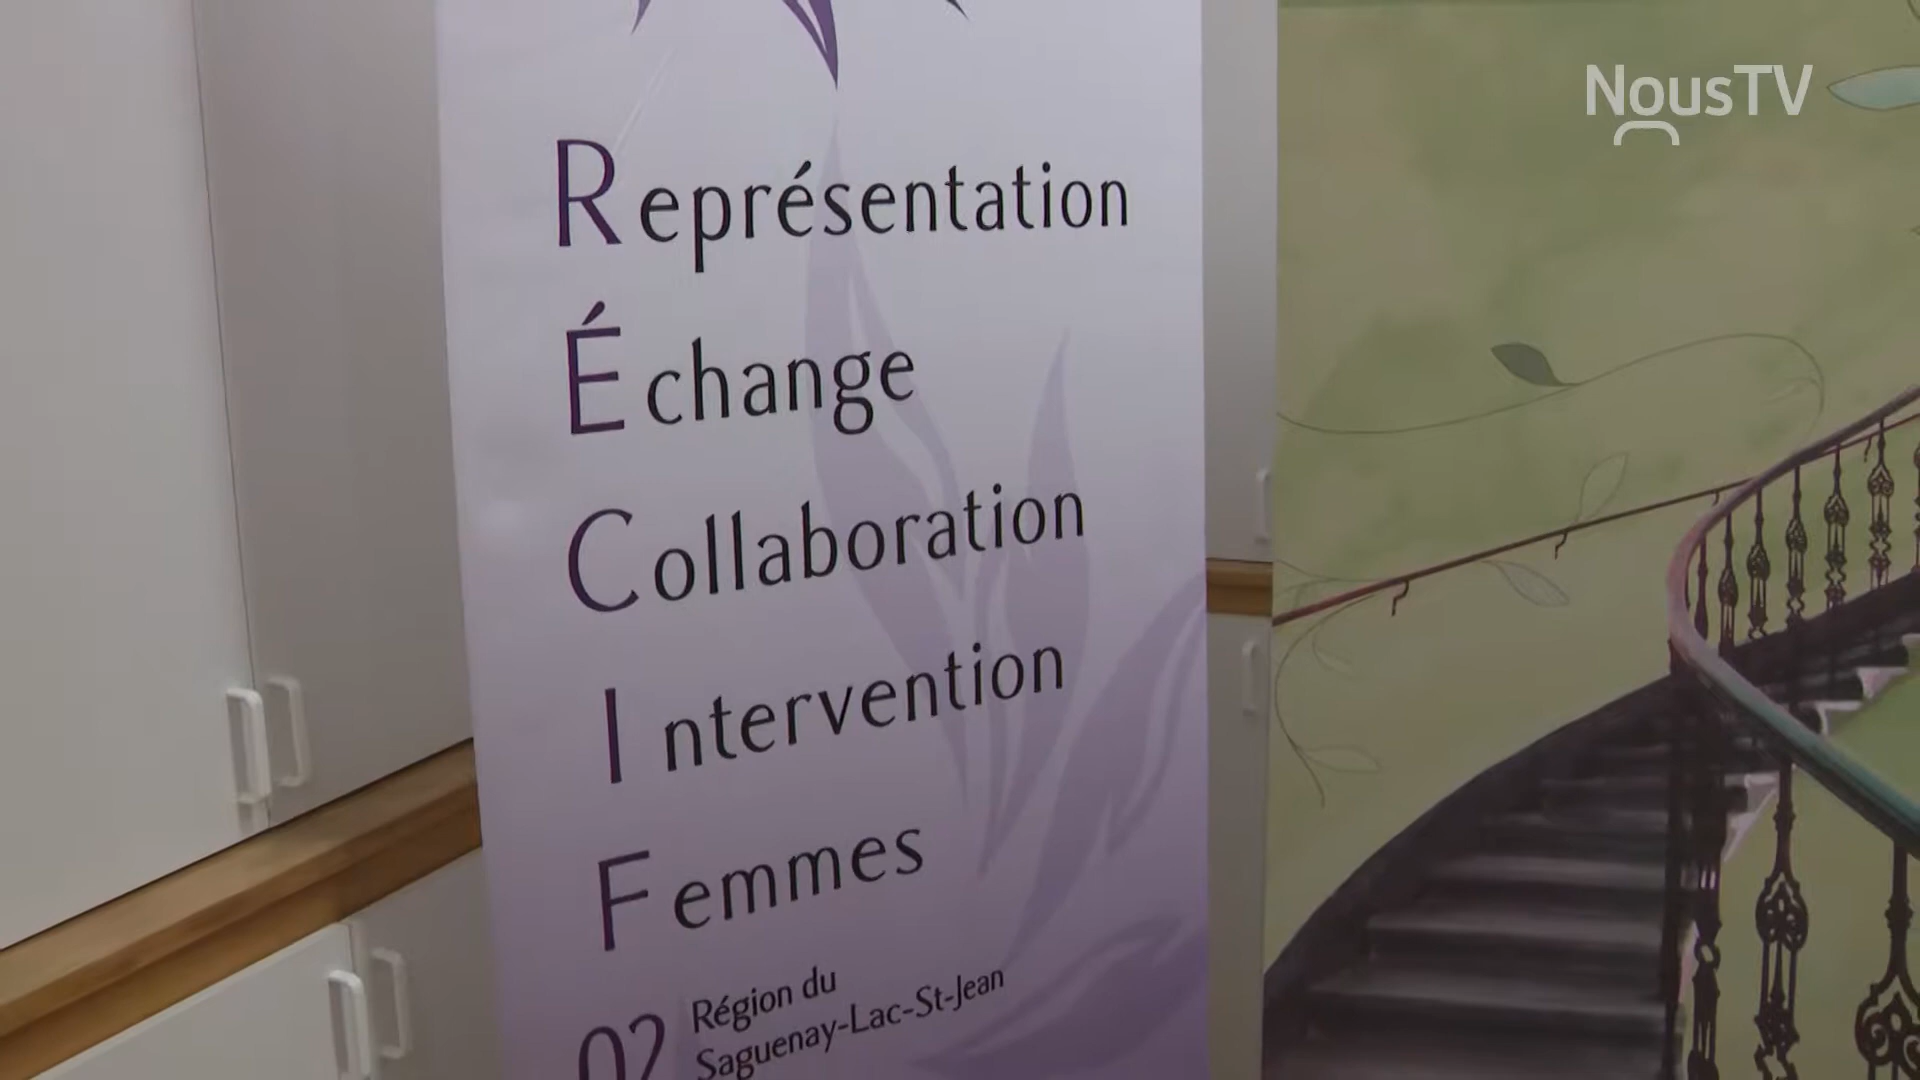 NousTV
Représentation
Échange
Collaboration
Intervention
Femmes
02 Région du
Saguenay-Lac-St-Jean